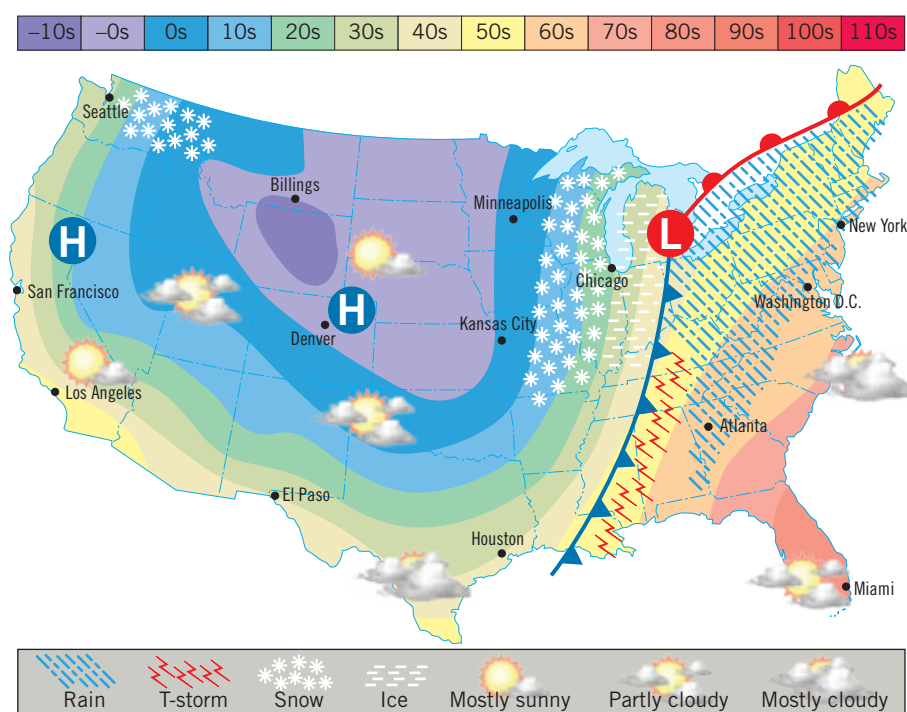 –10s –0s 0s 10s 20s 30s 40s 50s 60s 70s 80s 90s 100s 110s
Seattle
Billings
Minneapolis
H
L
New York
San Francisco
Chicago
Washington D.C.
H
Denver
Kansas City
Los Angeles
Atlanta
El Paso
Houston
Miami
Rain T-storm Snow Ice Mostly sunny Partly cloudy Mostly cloudy